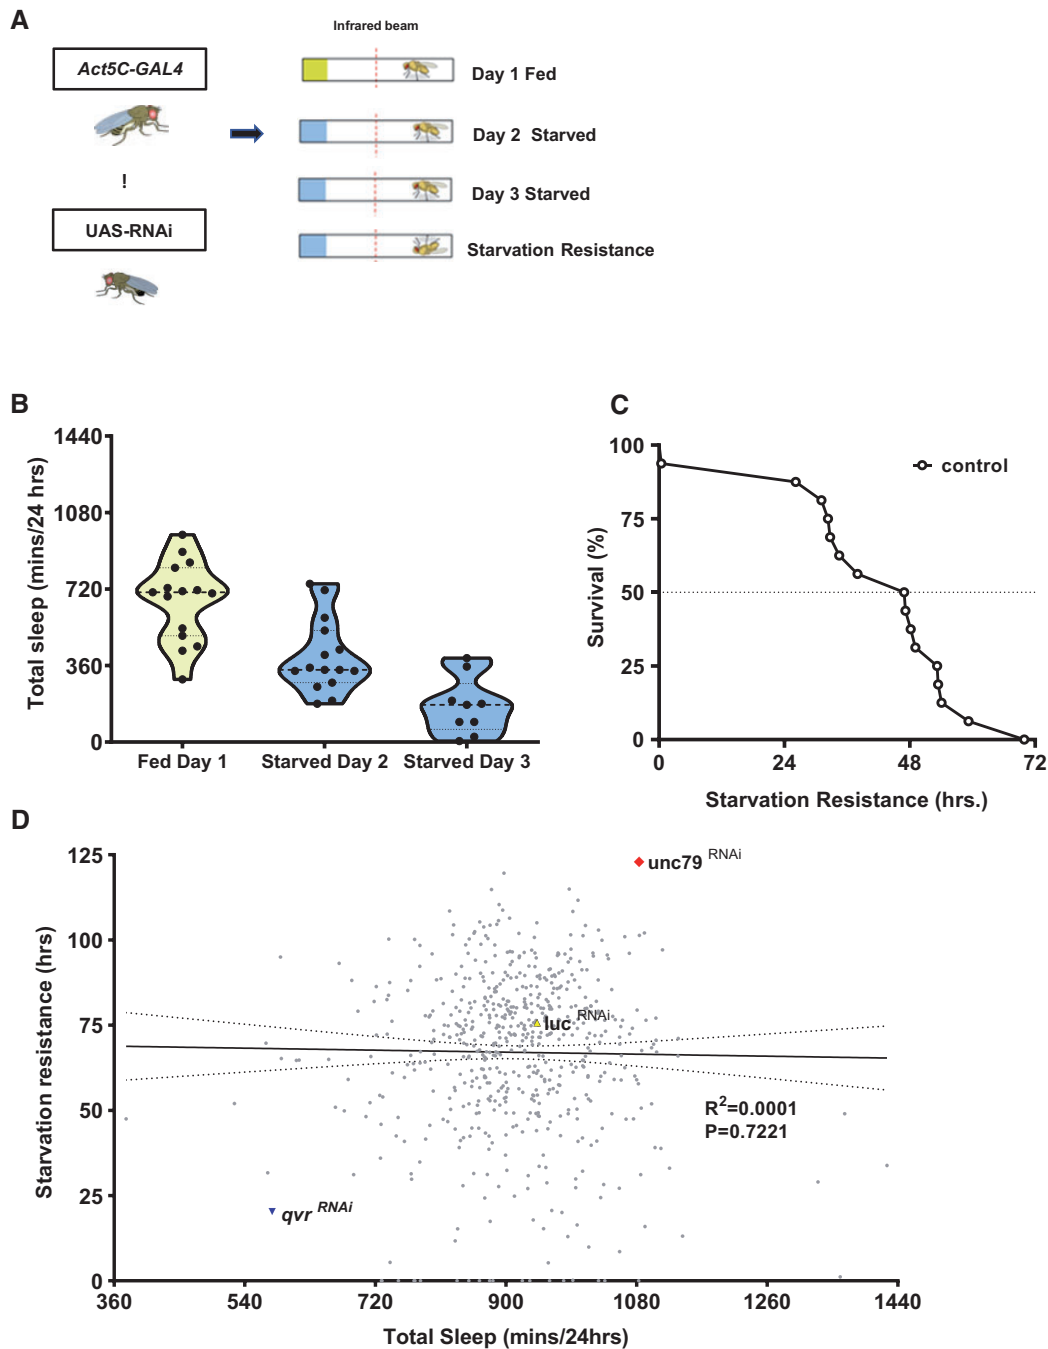 A
Infrared beam
Act5C-GAL4
Day 1 Fed
Day 2 Starved
!
Day 3 Starved
UAS-RNAi
Starvation Resistance
B
Total sleep (mins/24 hrs)
1440
1080
720
360
0
Fed Day 1 Starved Day 2 Starved Day 3
C
Survival (%)
100
75
50
25
0
control
0 24 48 72
Starvation Resistance (hrs.)
D
Starvation resistance (hrs)
125
100
75
50
25
0
unc79 RNAi
luc RNAi
R2=0.0001
P=0.7221
qvr RNAi
360 540 720 900 1080 1260 1440
Total Sleep (mins/24hrs)